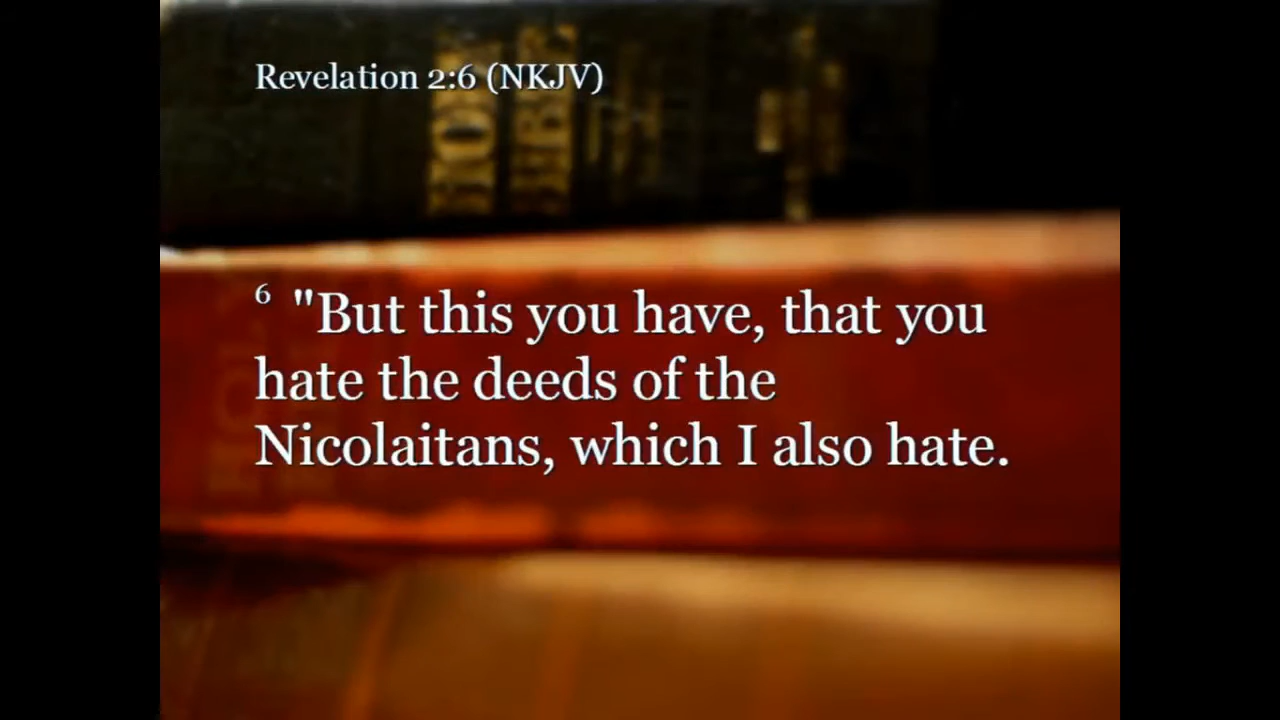 Revelation 2:6 (NKJV)
6 "But this you have, that you
hate the deeds of the
Nicolaitans, which I also hate.